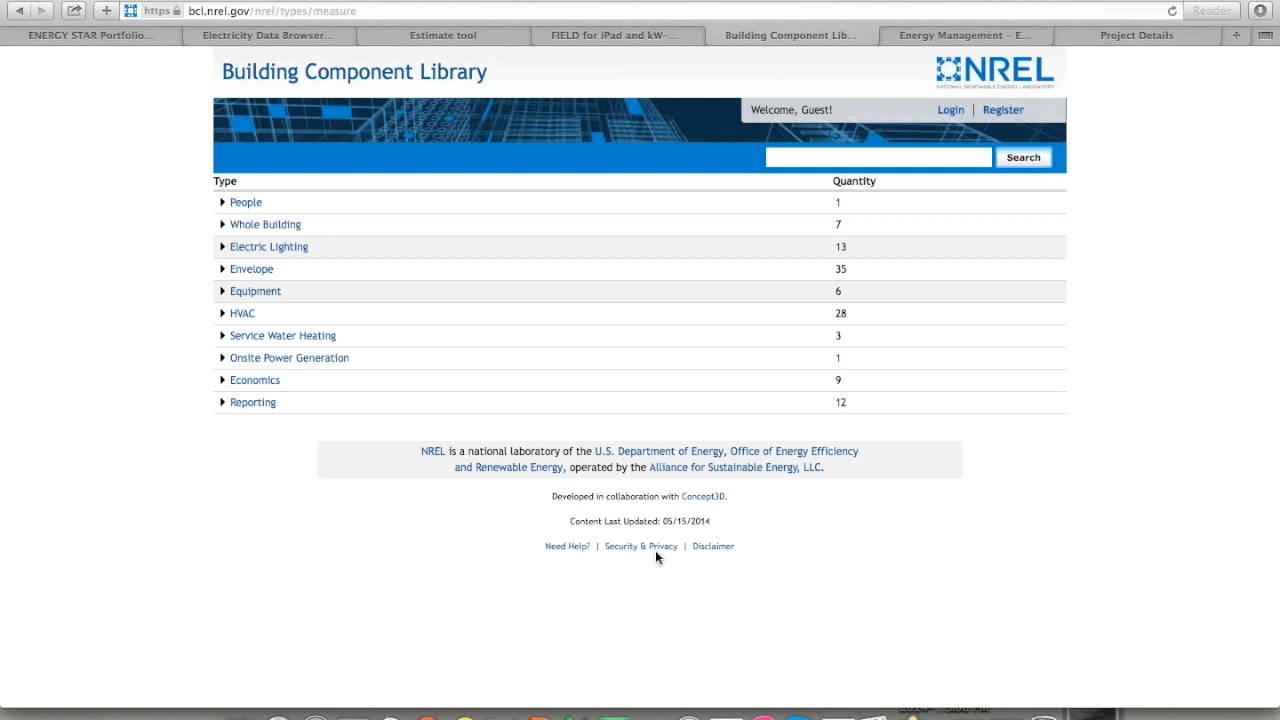 https bcl.nrel.gov/nrel/types/measure Reader
ENERGY STAR Portfolio... Electricity Data Browser... Estimate tool FIELD for iPad and kW--... Building Component Lib... Energy Management – E... Project Details
Building Component Library
NREL
NATIONAL RENEWABLE ENERGY LABORATORY
Welcome, Guest! Login | Register
Search
Type Quantity
People 1
Whole Building 7
Electric Lighting 13
Envelope 35
Equipment 6
HVAC 28
Service Water Heating 3
Onsite Power Generation 1
Economics 9
Reporting 12
NREL is a national laboratory of the U.S. Department of Energy, Office of Energy Efficiency
and Renewable Energy, operated by the Alliance for Sustainable Energy, LLC.
Developed in collaboration with Concept3D.
Content Last Updated: 05/15/2014
Need Help? | Security & Privacy | Disclaimer